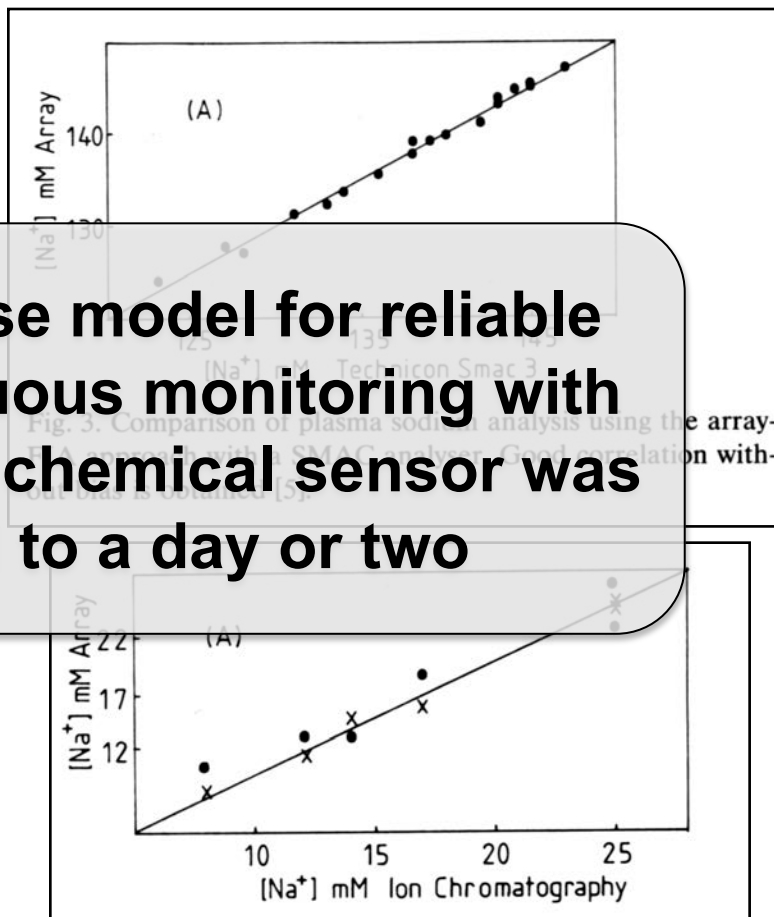 (A)
140
130
[Na⁺] mM Array
125 135 145
[Na⁺] mM Technicon Smac 3
Fig. 3. Comparison of plasma sodium analysis using the array-
FIA approach with a SMAC analyser. Good correlation with-
out bias is obtained [5].
se model for reliable
uous monitoring with
chemical sensor was
to a day or two
(A)
22
17
12
[Na⁺] mM Array
10 15 20 25
[Na⁺] mM Ion Chromatography